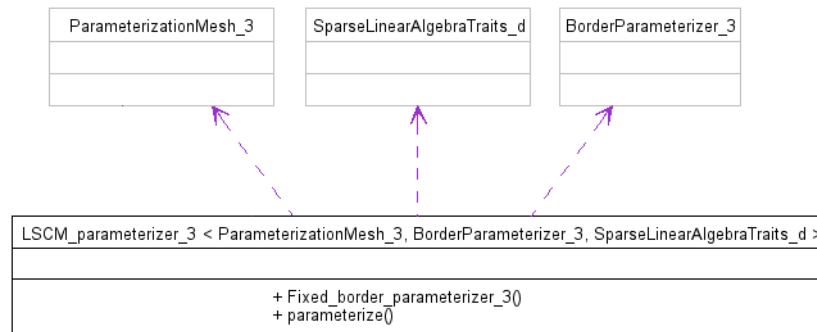 ParameterizationMesh_3
SparseLinearAlgebraTraits_d
BorderParameterizer_3
LSCM_parameterizer_3 < ParameterizationMesh_3, BorderParameterizer_3, SparseLinearAlgebraTraits_d >
+ Fixed_border_parameterizer_3()
+ parameterize()